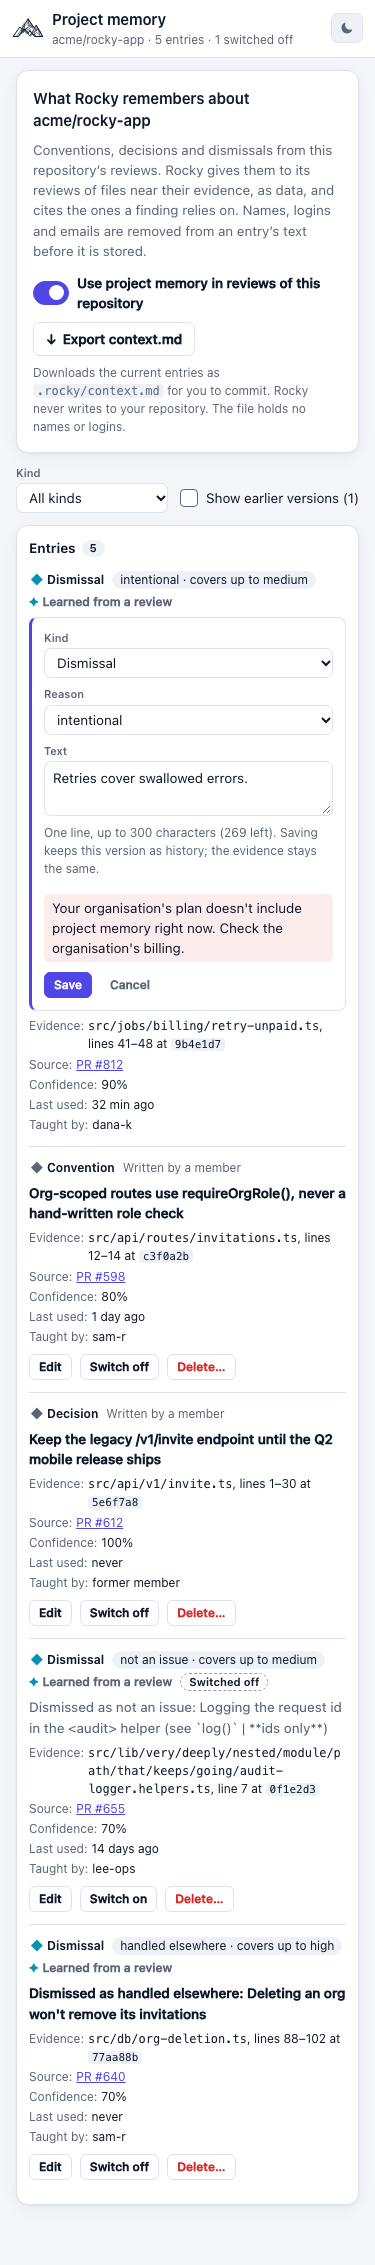 Project memory
acme/rocky-app · 5 entries · 1 switched off
What Rocky remembers about
acme/rocky-app
Conventions, decisions and dismissals from this
repository's reviews. Rocky gives them to its
reviews of files near their evidence, as data, and
cites the ones a finding relies on. Names, logins
and emails are removed from an entry's text
before it is stored.
Use project memory in reviews of this
repository
↓ Export context.md
Downloads the current entries as
.rocky/context.md for you to commit. Rocky
never writes to your repository. The file holds no
names or logins.
Kind
All kinds
Show earlier versions (1)
Entries 5
Dismissal intentional · covers up to medium
Learned from a review
Kind
Dismissal
Reason
intentional
Text
Retries cover swallowed errors.
One line, up to 300 characters (269 left). Saving
keeps this version as history; the evidence stays
the same.
Your organisation's plan doesn't include
project memory right now. Check the
organisation's billing.
Save Cancel
Evidence: src/jobs/billing/retry-unpaid.ts,
lines 41–48 at 9b4e1d7
Source: PR #812
Confidence: 90%
Last used: 32 min ago
Taught by: dana-k
Convention Written by a member
Org-scoped routes use requireOrgRole(), never a
hand-written role check
Evidence: src/api/routes/invitations.ts, lines
12–14 at c3f0a2b
Source: PR #598
Confidence: 80%
Last used: 1 day ago
Taught by: sam-r
Edit Switch off Delete...
Decision Written by a member
Keep the legacy /v1/invite endpoint until the Q2
mobile release ships
Evidence: src/api/v1/invite.ts, lines 1–30 at
5e6f7a8
Source: PR #612
Confidence: 100%
Last used: never
Taught by: former member
Edit Switch off Delete...
Dismissal not an issue · covers up to medium
Learned from a review Switched off
Dismissed as not an issue: Logging the request id
in the <audit> helper (see `log()` | **ids only**)
Evidence: src/lib/very/deeply/nested/module/p
ath/that/keeps/going/audit-
logger.helpers.ts, line 7 at 0f1e2d3
Source: PR #655
Confidence: 70%
Last used: 14 days ago
Taught by: lee-ops
Edit Switch on Delete...
Dismissal handled elsewhere · covers up to high
Learned from a review
Dismissed as handled elsewhere: Deleting an org
won't remove its invitations
Evidence: src/db/org-deletion.ts, lines 88–102 at
77aa88b
Source: PR #640
Confidence: 70%
Last used: never
Taught by: sam-r
Edit Switch off Delete...